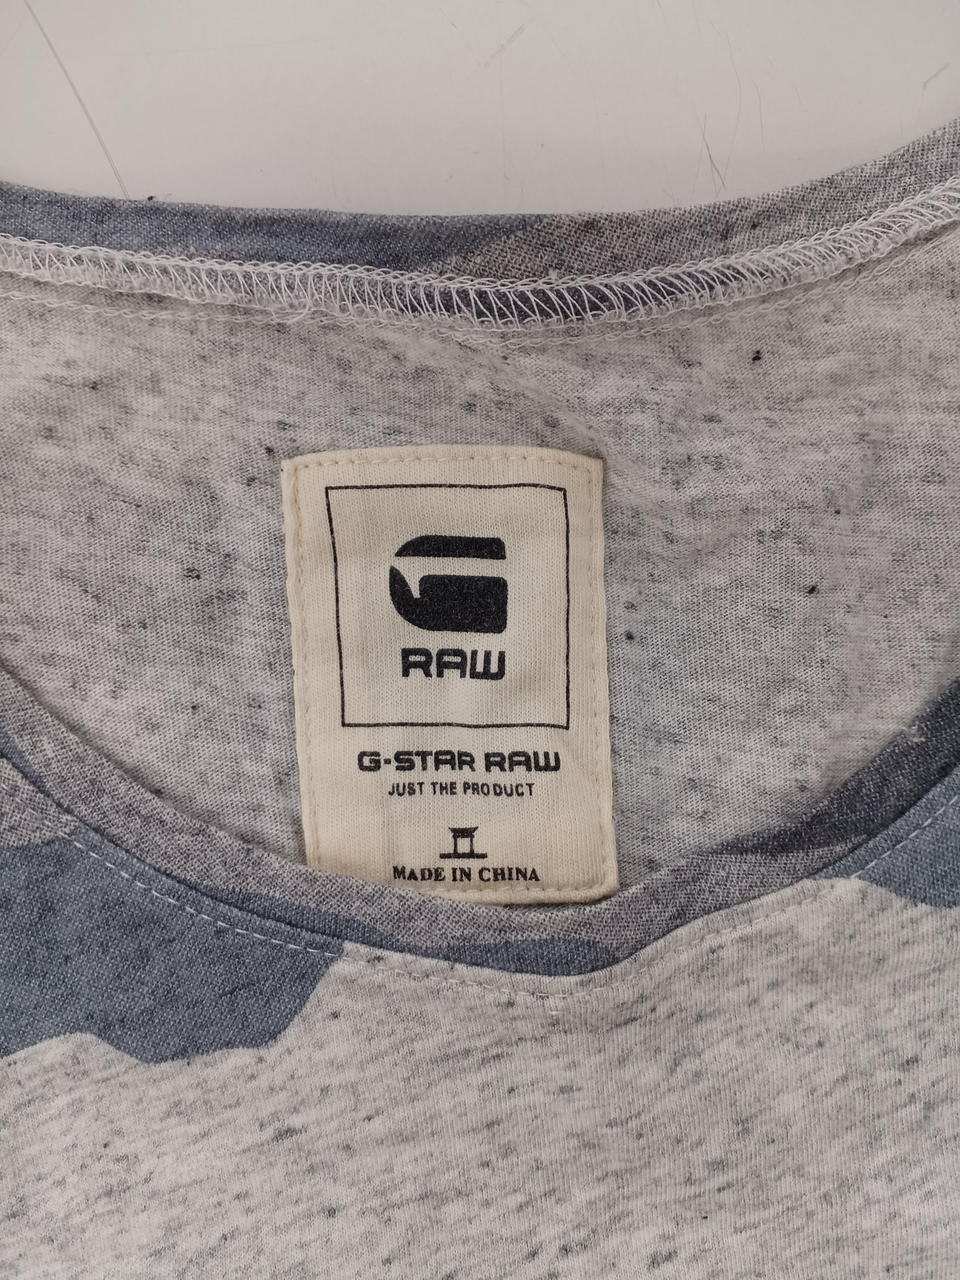 G
RAW
G-STAR RAW
JUST THE PRODUCT
MADE IN CHINA